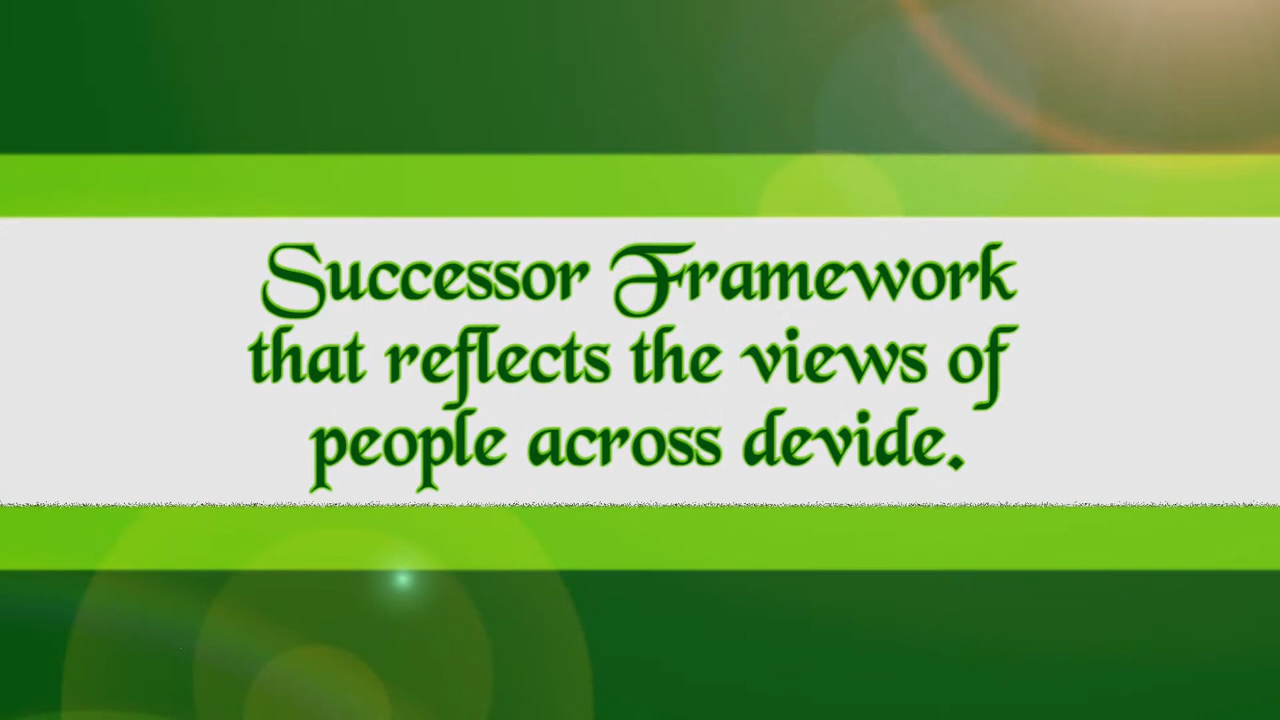 Successor Framework
that reflects the views of
people across devide.